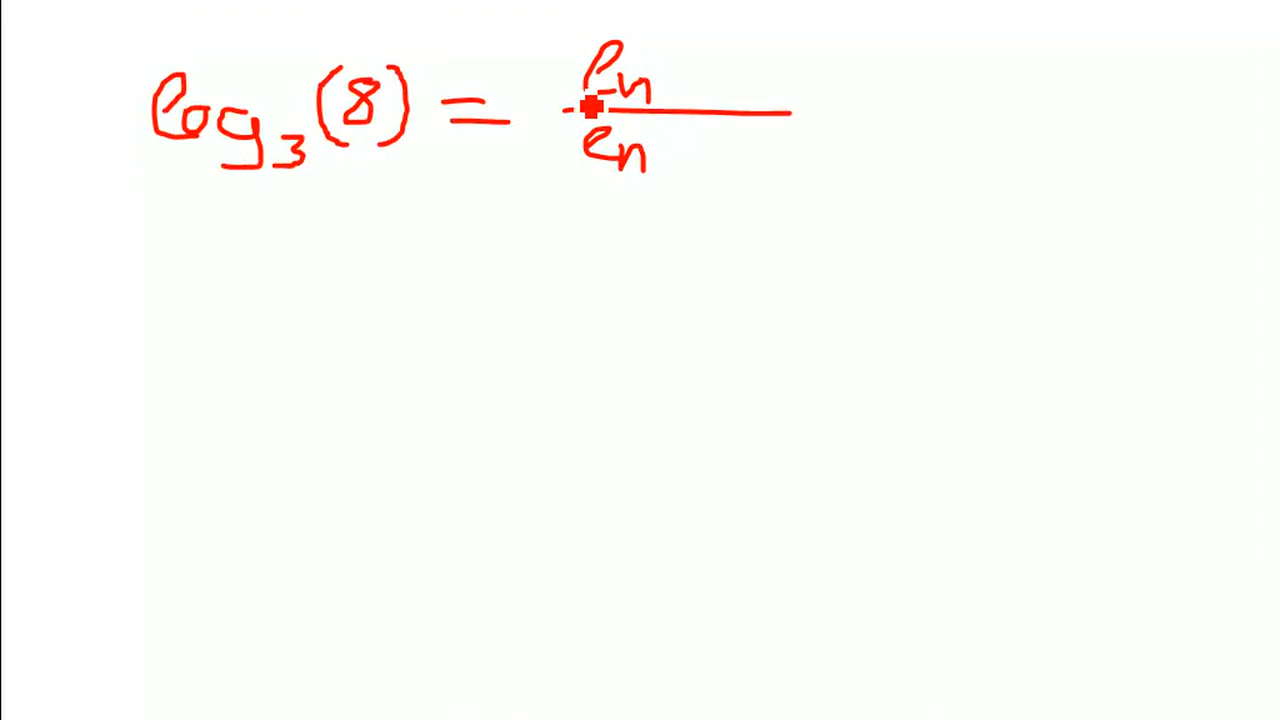 log₃(8) = ln / ln